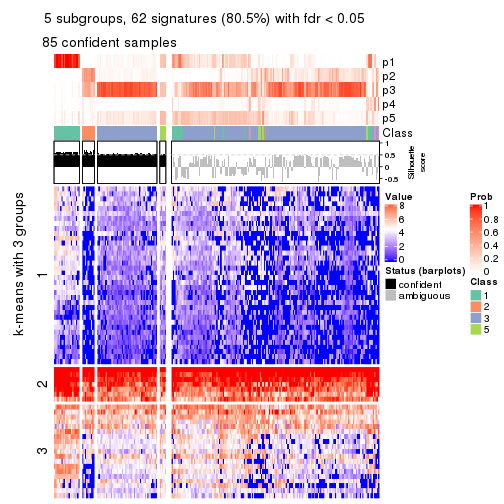 5 subgroups, 62 signatures (80.5%) with fdr < 0.05
85 confident samples
p1
p2
p3
p4
p5
Class
1
0.5
0
-0.5
Silhouette
score
k-means with 3 groups
1
2
3
Value
8
6
4
2
0
Status (barplots)
confident
ambiguous
Prob
1
0.8
0.6
0.4
0.2
0
Class
1
2
3
5